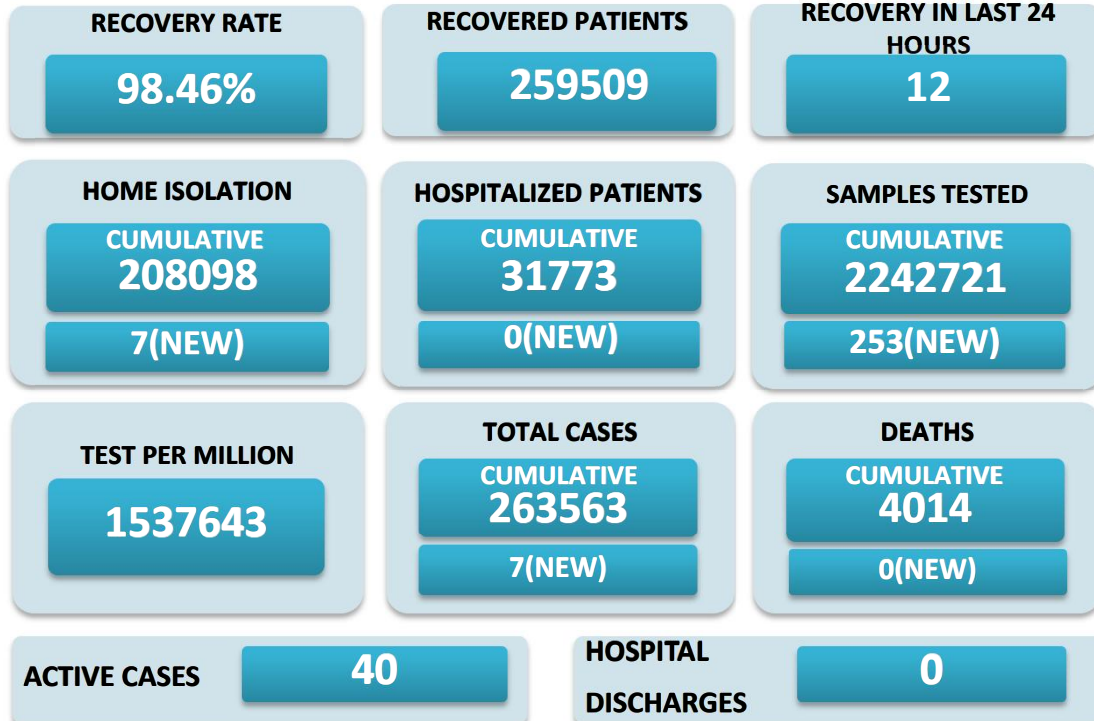 RECOVERY RATE
98.46%
RECOVERED PATIENTS
259509
RECOVERY IN LAST 24
HOURS
12
HOME ISOLATION
CUMULATIVE
208098
7(NEW)
HOSPITALIZED PATIENTS
CUMULATIVE
31773
0(NEW)
SAMPLES TESTED
CUMULATIVE
2242721
253(NEW)
TEST PER MILLION
1537643
TOTAL CASES
CUMULATIVE
263563
7(NEW)
DEATHS
CUMULATIVE
4014
0(NEW)
ACTIVE CASES
40
HOSPITAL
DISCHARGES
0